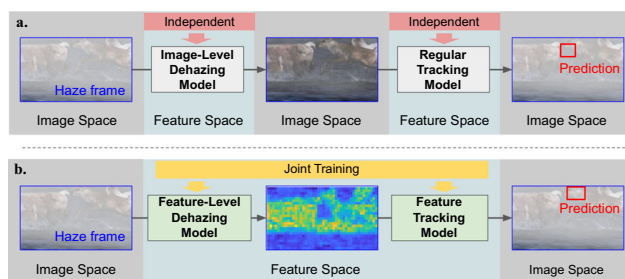 a.
Independent
Independent
Image-Level
Dehazing
Model
Regular
Tracking
Model
Haze frame
Prediction
Image Space
Feature Space
Image Space
Feature Space
Image Space
b.
Joint Training
Feature-Level
Dehazing
Model
Feature
Tracking
Model
Haze frame
Prediction
Image Space
Feature Space
Image Space